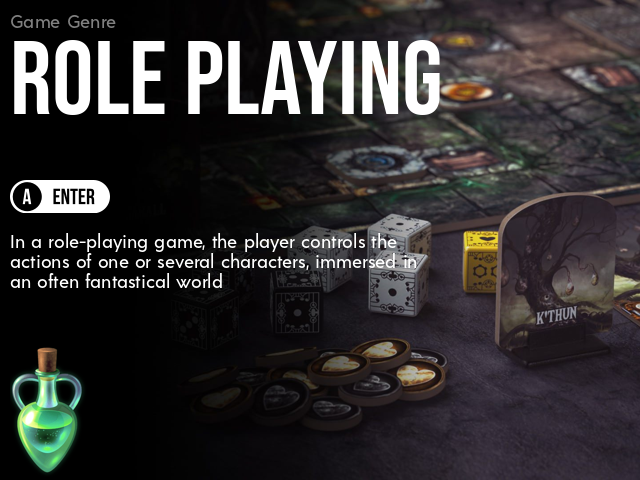 Game Genre
ROLE PLAYING
A ENTER
In a role-playing game, the player controls the
actions of one or several characters, immersed in
an often fantastical world
K'THUN